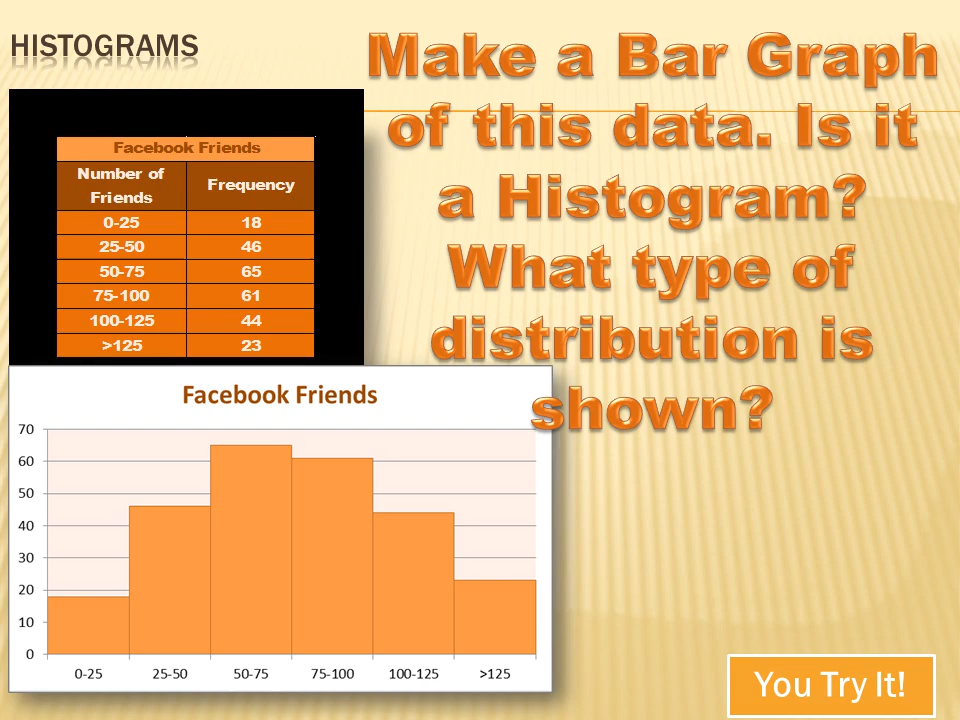 HISTOGRAMS
Make a Bar Graph
of this data. Is it
a Histogram?
What type of
distribution is
shown?
Facebook Friends
Number of Friends Frequency
0-25 18
25-50 46
50-75 65
75-100 61
100-125 44
>125 23
Facebook Friends
70
60
50
40
30
20
10
0
0-25 25-50 50-75 75-100 100-125 >125
You Try It!